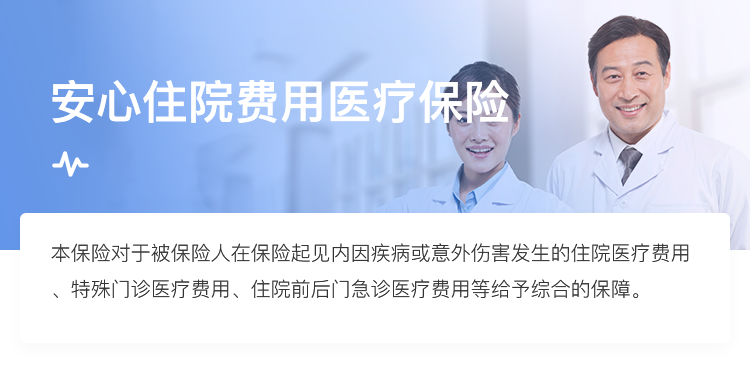 安心住院费用医疗保险
本保险对于被保险人在保险起见内因疾病或意外伤害发生的住院医疗费用
、特殊门诊医疗费用、住院前后门急诊医疗费用等给予综合的保障。